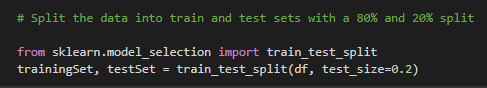 # Split the data into train and test sets with a 80% and 20% split
from sklearn.model_selection import train_test_split
trainingSet, testSet = train_test_split(df, test_size=0.2)